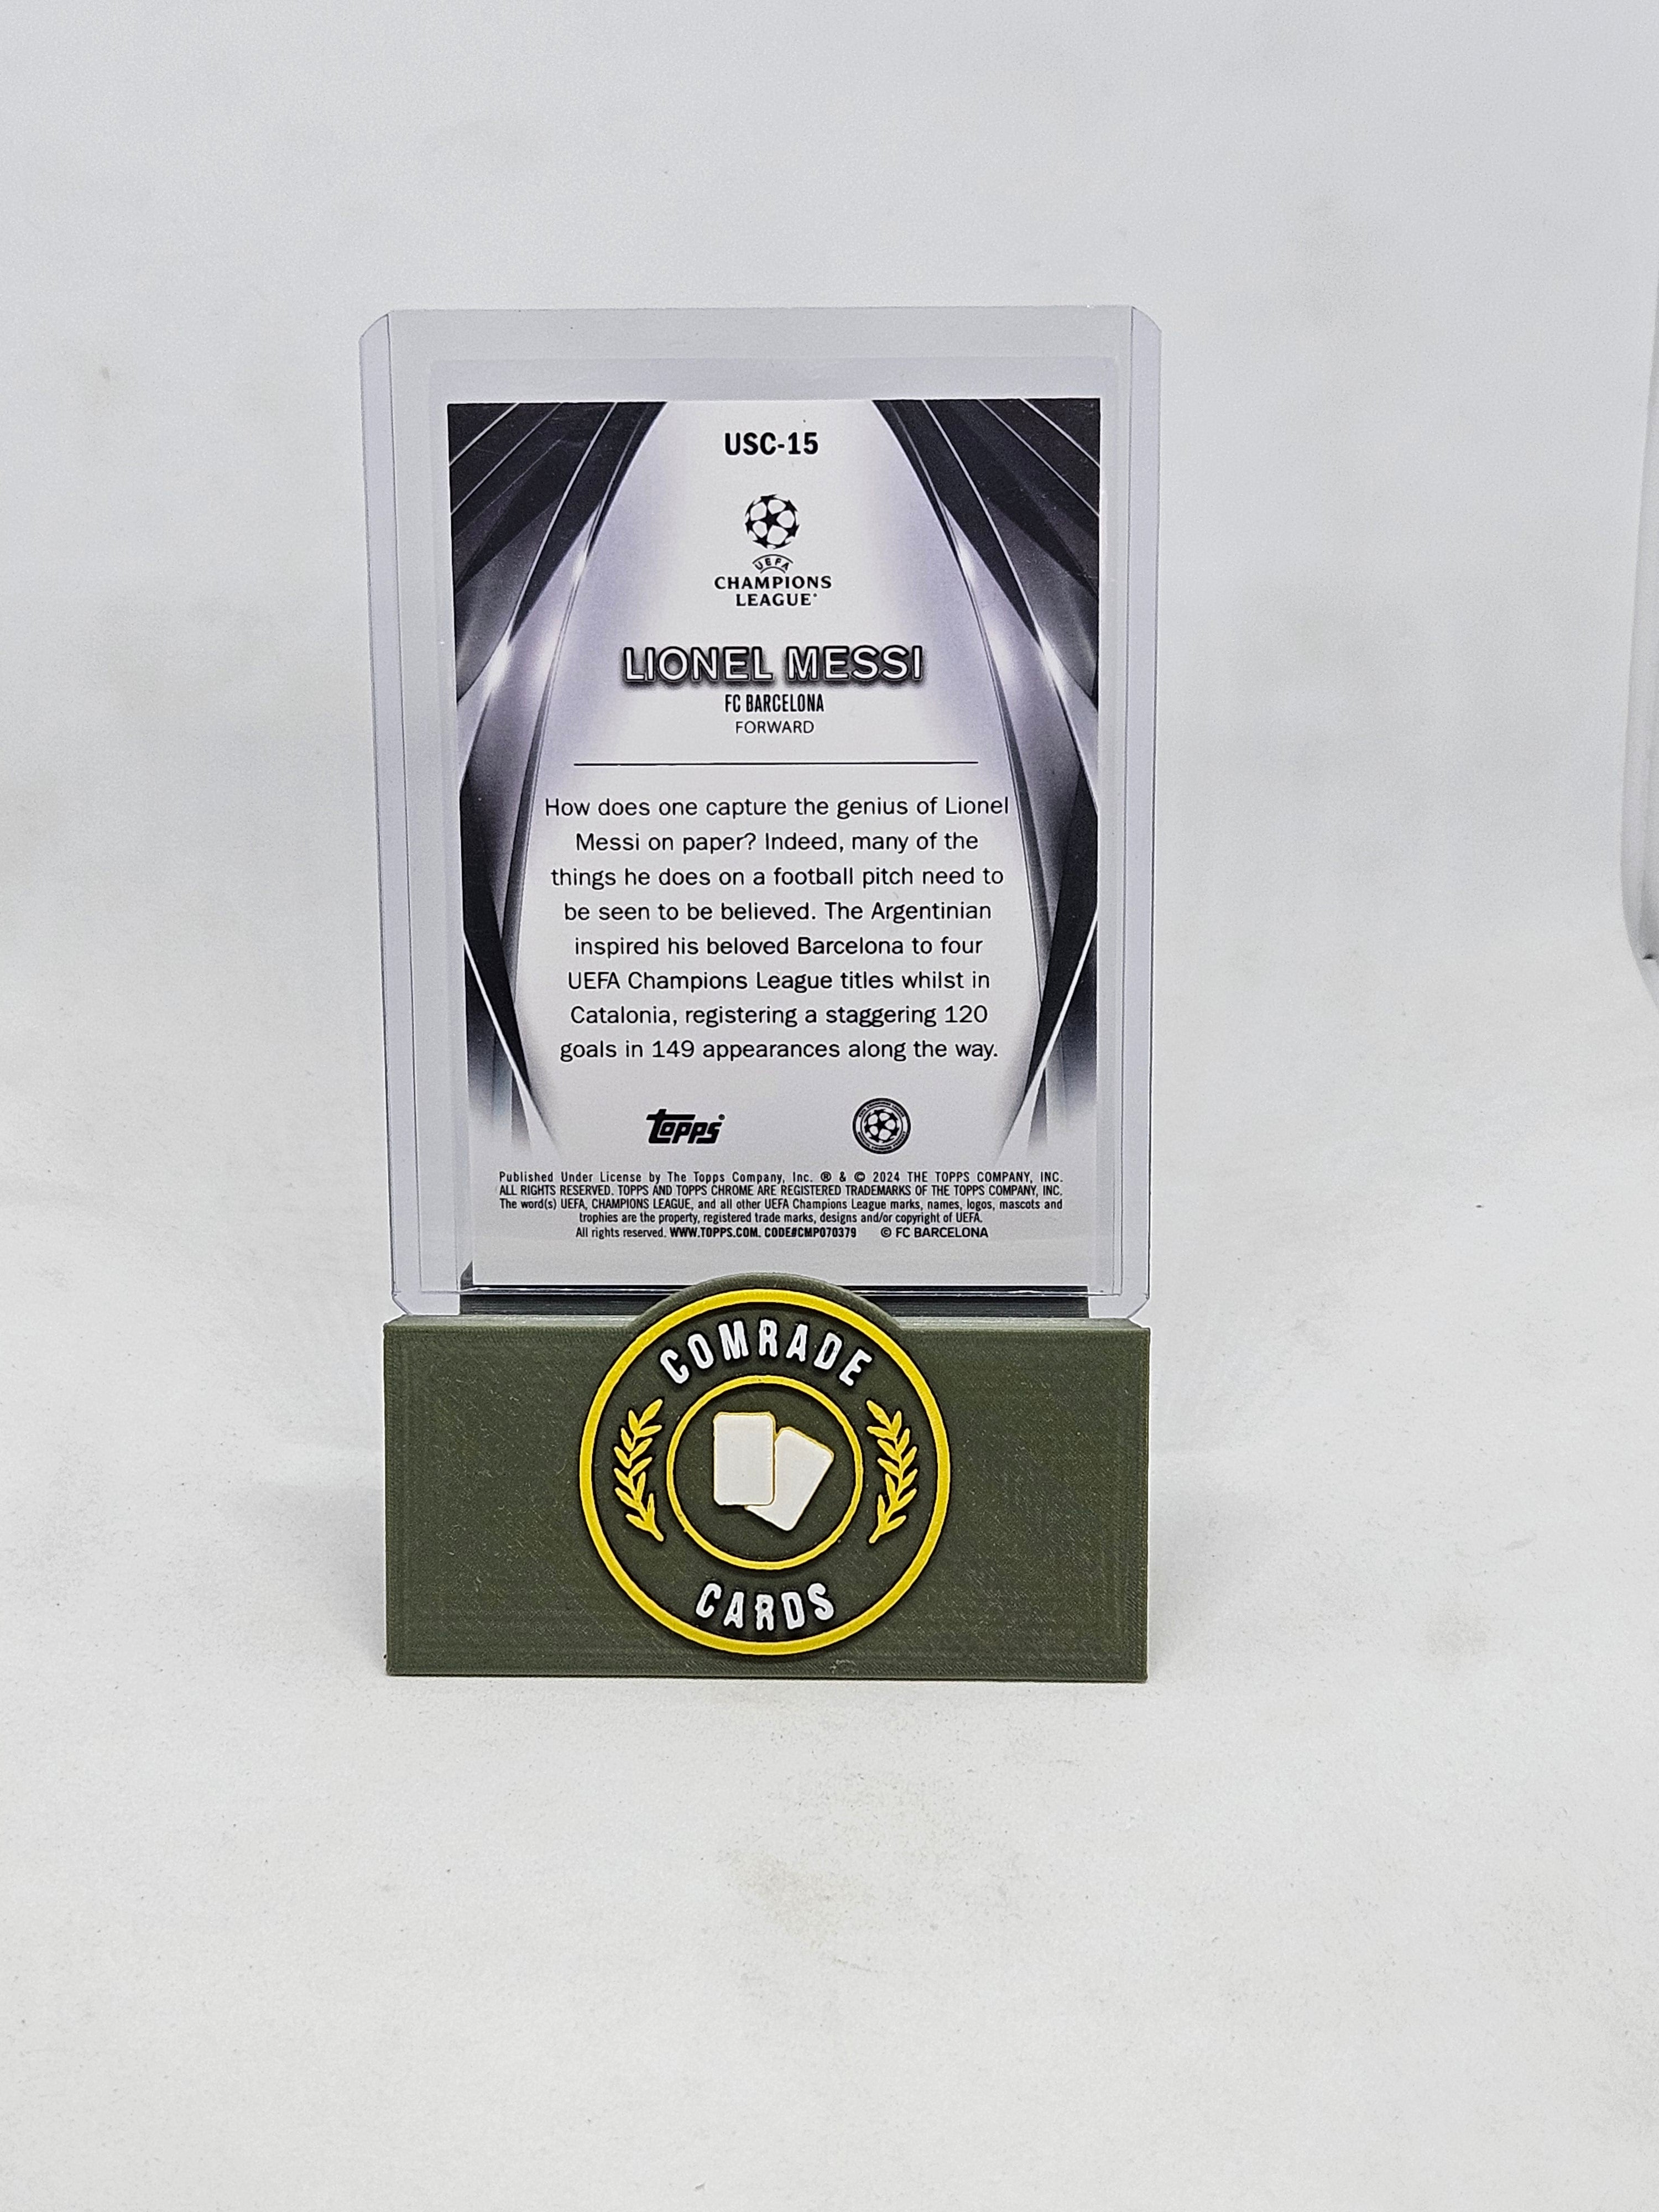 USC-15
UEFA
CHAMPIONS
LEAGUE®
LIONEL MESSI
FC BARCELONA
FORWARD
How does one capture the genius of Lionel
Messi on paper? Indeed, many of the
things he does on a football pitch need to
be seen to be believed. The Argentinian
inspired his beloved Barcelona to four
UEFA Champions League titles whilst in
Catalonia, registering a staggering 120
goals in 149 appearances along the way.
topps®
Published Under License by The Topps Company, Inc. ® & © 2024 THE TOPPS COMPANY, INC.
ALL RIGHTS RESERVED. TOPPS AND TOPPS CHROME ARE REGISTERED TRADEMARKS OF THE TOPPS COMPANY, INC.
The word(s) UEFA, CHAMPIONS LEAGUE, and all other UEFA Champions League marks, names, logos, mascots and
trophies are the property, registered trade marks, designs and/or copyright of UEFA.
All rights reserved. WWW.TOPPS.COM. CODE#CMP070379 © FC BARCELONA
COMRADE
CARDS